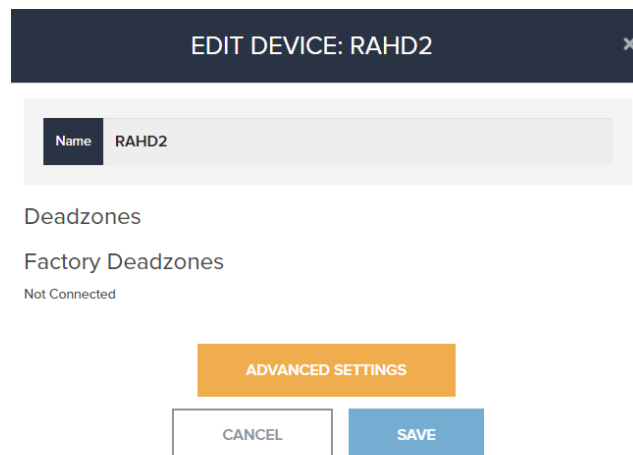 EDIT DEVICE: RAHD2
×
Name RAHD2
Deadzones
Factory Deadzones
Not Connected
ADVANCED SETTINGS
CANCEL SAVE